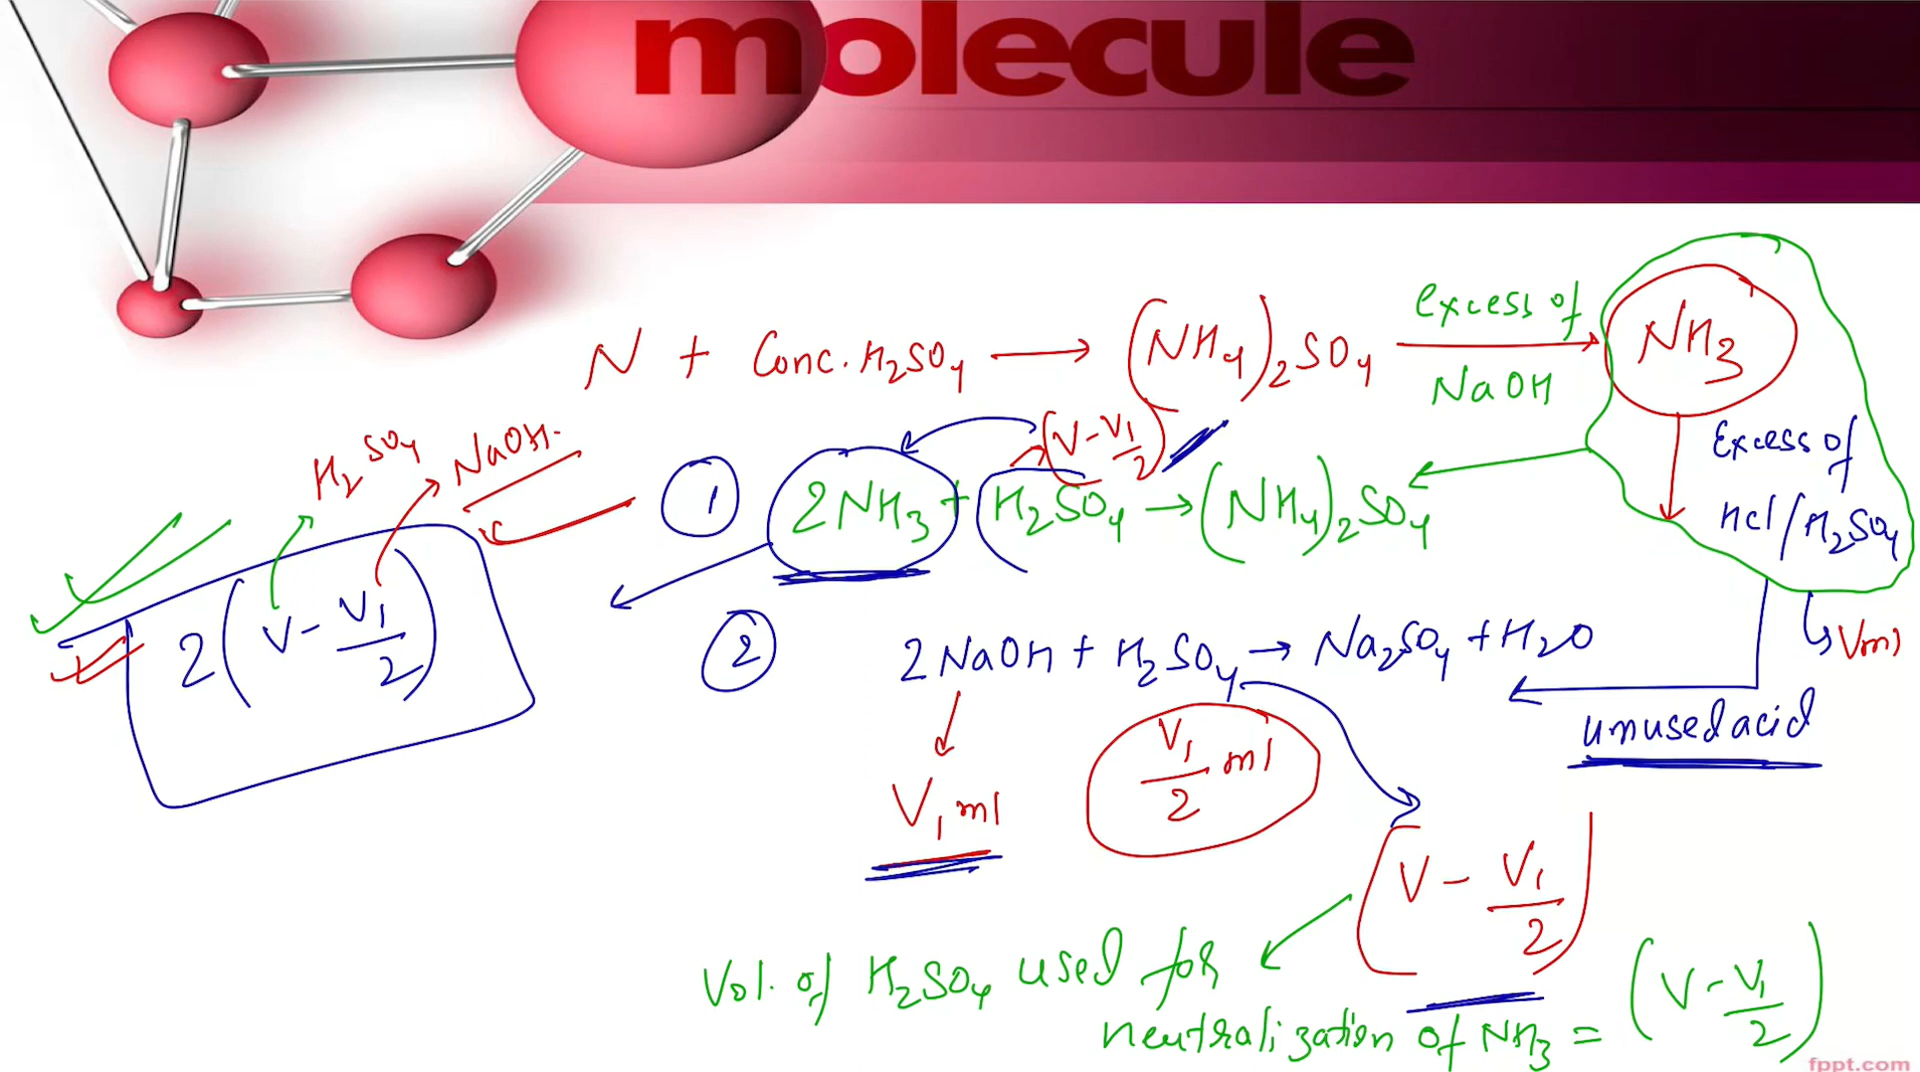 molecule
N + Conc. H₂SO₄ ⟶ (NH₄)₂SO₄ excess of NaOH ⟶ NH₃
Excess of
HCl/H₂SO₄
↳ Vml
H₂SO₄ NaOH
(V-V₁/2)
① 2NH₃ + H₂SO₄ → (NH₄)₂SO₄
2(V-V₁/2)
② 2NaOH + H₂SO₄ → Na₂SO₄ + H₂O
unused acid
V₁ ml
V₁/2 ml
[V - V₁/2]
Vol. of H₂SO₄ used for
neutralization of NH₃ = (V-V₁/2)
fppt.com